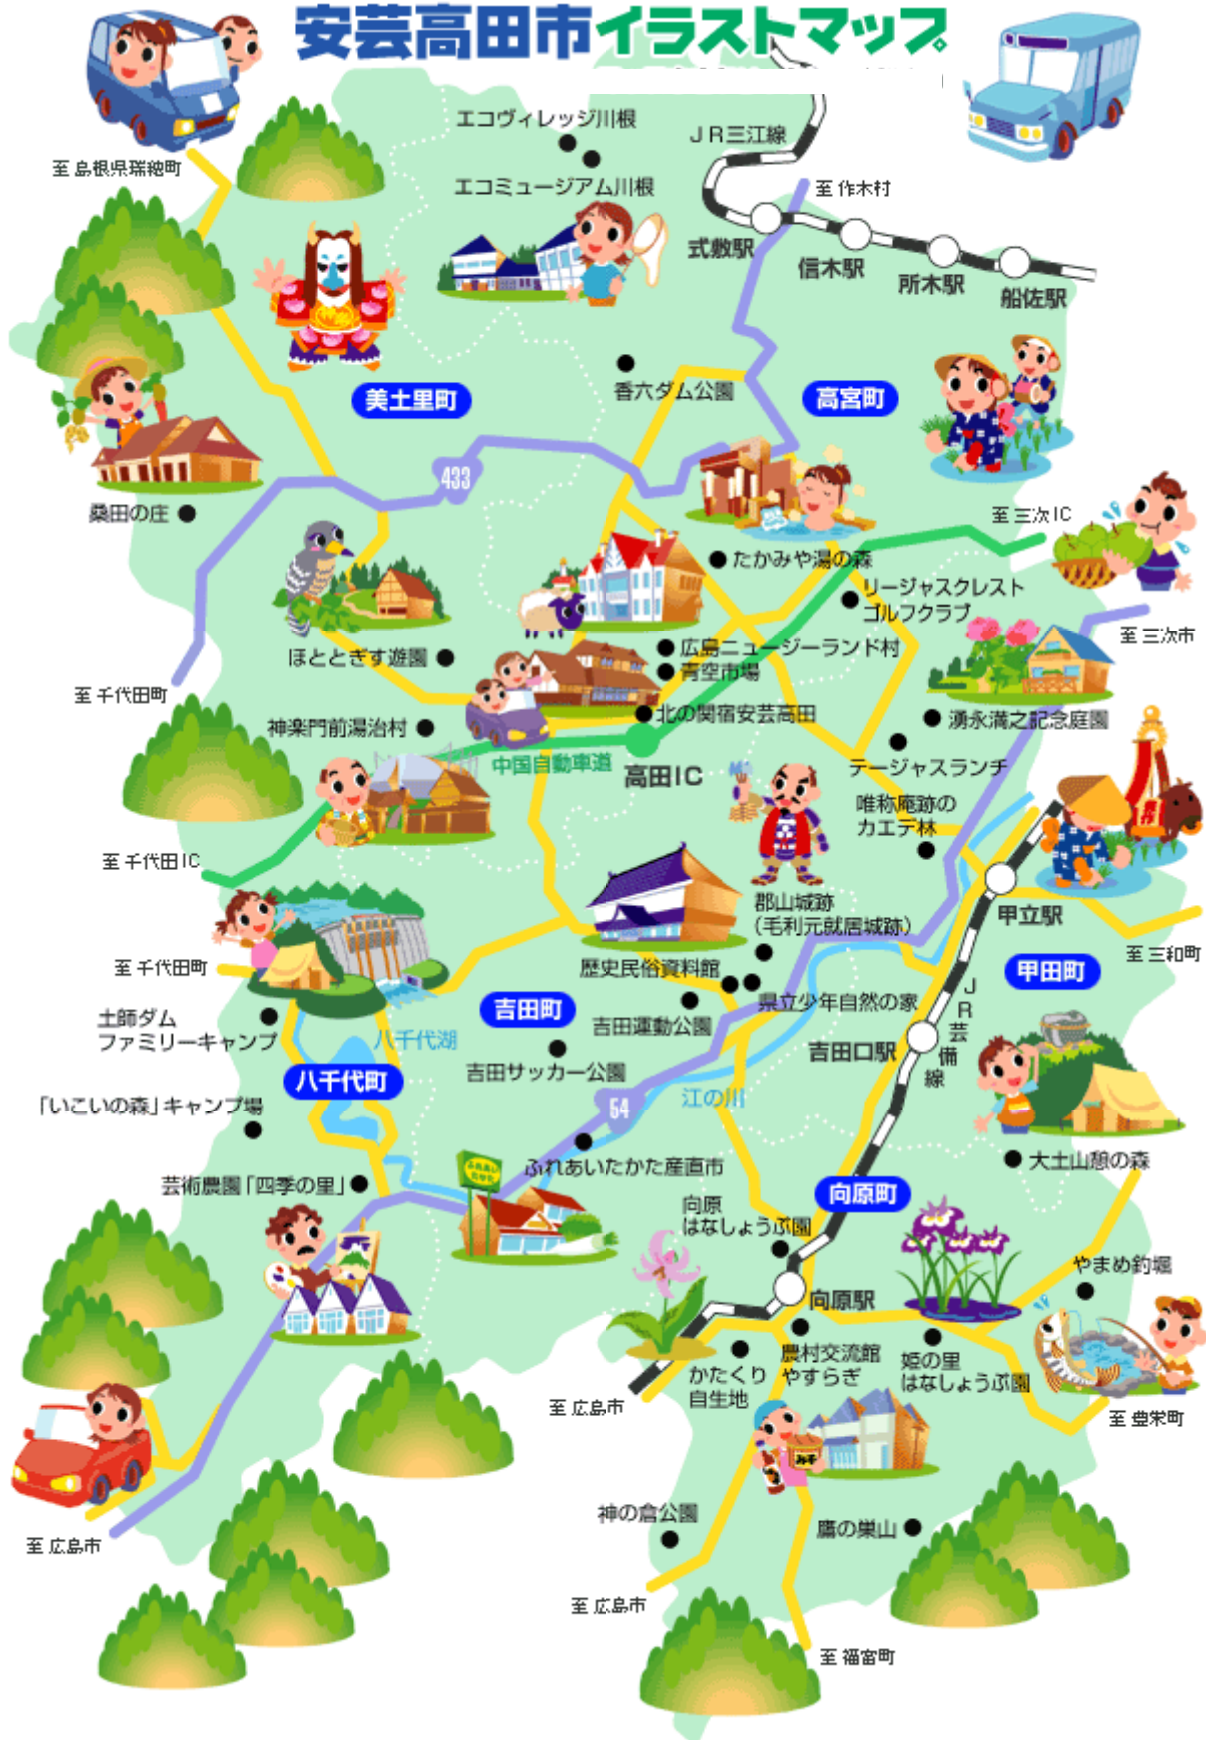 安芸高田市イラストマップ
エコヴィレッジ川根
ＪＲ三江線
至 島根県瑞穂町
エコミュージアム川根
至 作木村
式敷駅
信木駅
所木駅
船佐駅
香六ダム公園
美土里町
高宮町
433
桑田の庄
至 三次IC
たかみや湯の森
リージャスクレスト
ゴルフクラブ
至 三次市
ほととぎす遊園
広島ニュージーランド村
青空市場
至 千代田町
北の関宿安芸高田
湧永満之記念庭園
神楽門前湯治村
中国自動車道
高田IC
テージャスランチ
唯称庵跡の
カエデ林
至 千代田IC
郡山城跡
（毛利元就居城跡）
甲立駅
至 三和町
至 千代田町
歴史民俗資料館
甲田町
吉田町
県立少年自然の家
ＪＲ芸備線
土師ダム
ファミリーキャンプ
吉田運動公園
八千代湖
吉田口駅
吉田サッカー公園
八千代町
54
江の川
「いこいの森」キャンプ場
ふれあいたかた産直市
大土山憩の森
芸術農園「四季の里」
向原町
ふれあい
たかた
向原
はなしょうぶ園
やまめ釣堀
向原駅
かたくり
自生地
農村交流館
やすらぎ
姫の里
はなしょうぶ園
至 広島市
至 豊栄町
みそ
神の倉公園
鷹の巣山
至 広島市
至 広島市
至 福富町